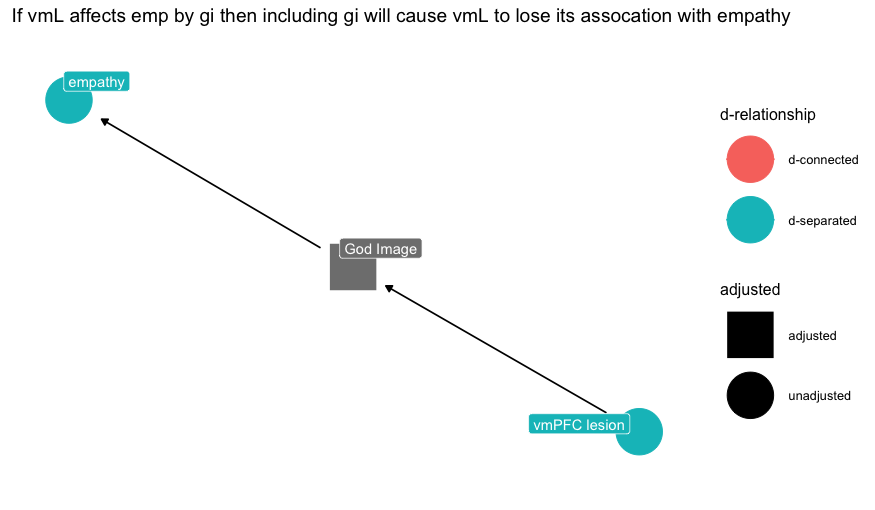 If vmL affects emp by gi then including gi will cause vmL to lose its assocation with empathy
empathy
God Image
vmPFC lesion
d-relationship
d-connected
d-separated
adjusted
adjusted
unadjusted